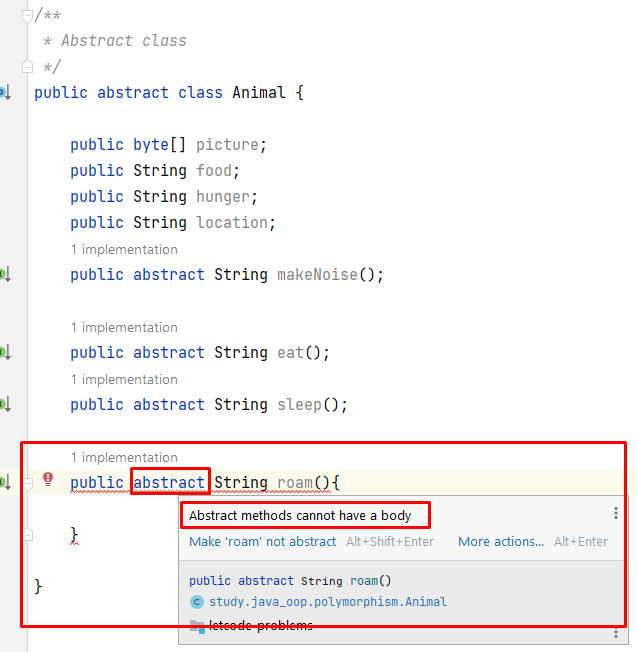 /**
* Abstract class
*/
public abstract class Animal {
public byte[] picture;
public String food;
public String hunger;
public String location;
1 implementation
public abstract String makeNoise();
1 implementation
public abstract String eat();
1 implementation
public abstract String sleep();
1 implementation
public abstract String roam(){
Abstract methods cannot have a body
Make 'roam' not abstract Alt+Shift+Enter More actions... Alt+Enter
}
public abstract String roam()
}
study.java_oop.polymorphism.Animal
letcode-problems